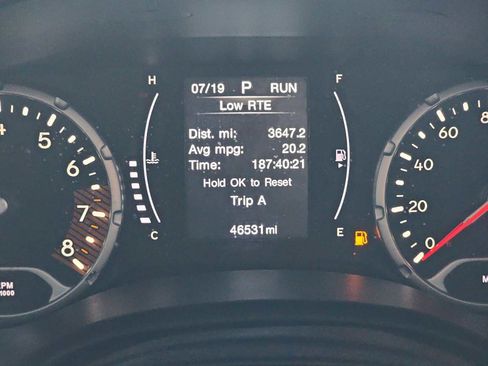 H
07/19 P RUN
F
Low RTE
Dist. mi: 3647.2
Avg mpg: 20.2
Time: 187:40:21
Hold OK to Reset
Trip A
C
46531mi
E
5
6
7
8
80
60
40
20
0